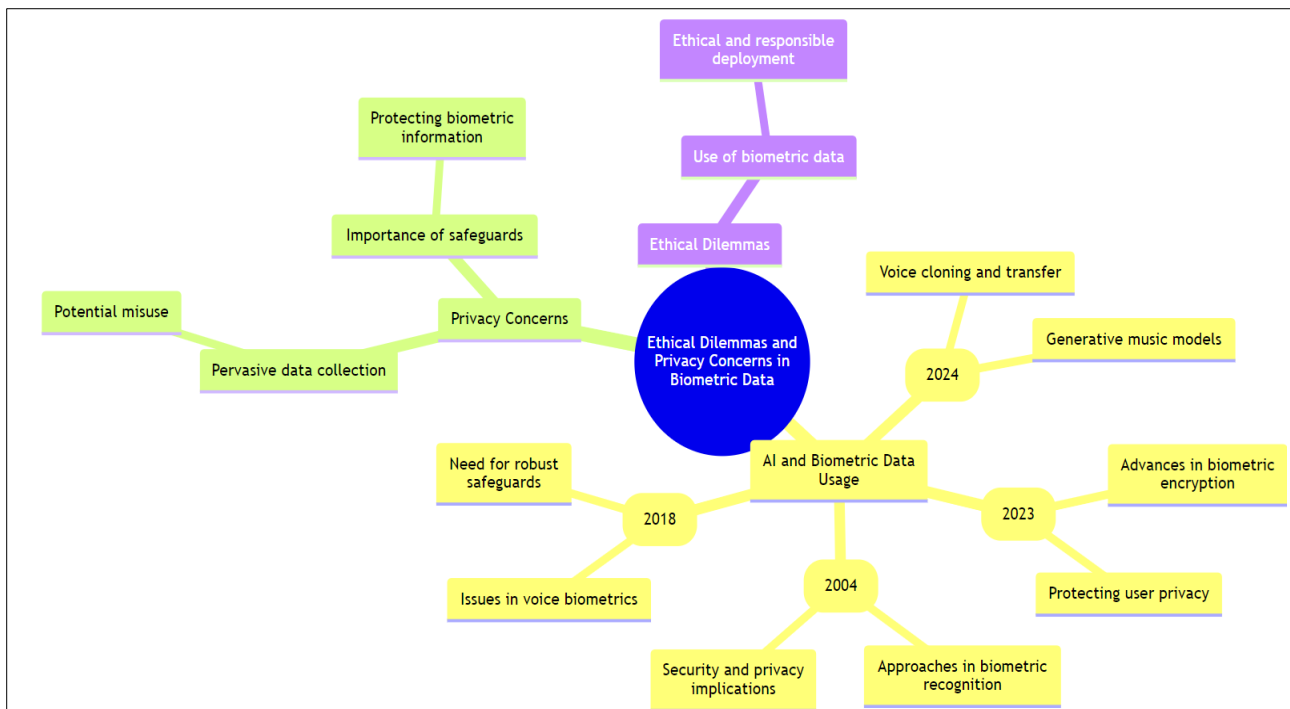 Ethical and responsible
deployment
Protecting biometric
information
Use of biometric data
Importance of safeguards
Ethical Dilemmas
Voice cloning and transfer
Potential misuse
Privacy Concerns
Generative music models
Pervasive data collection
Ethical Dilemmas and
Privacy Concerns in
Biometric Data
2024
Need for robust
safeguards
AI and Biometric Data
Usage
Advances in biometric
encryption
2018
2023
2004
Issues in voice biometrics
Protecting user privacy
Security and privacy
implications
Approaches in biometric
recognition